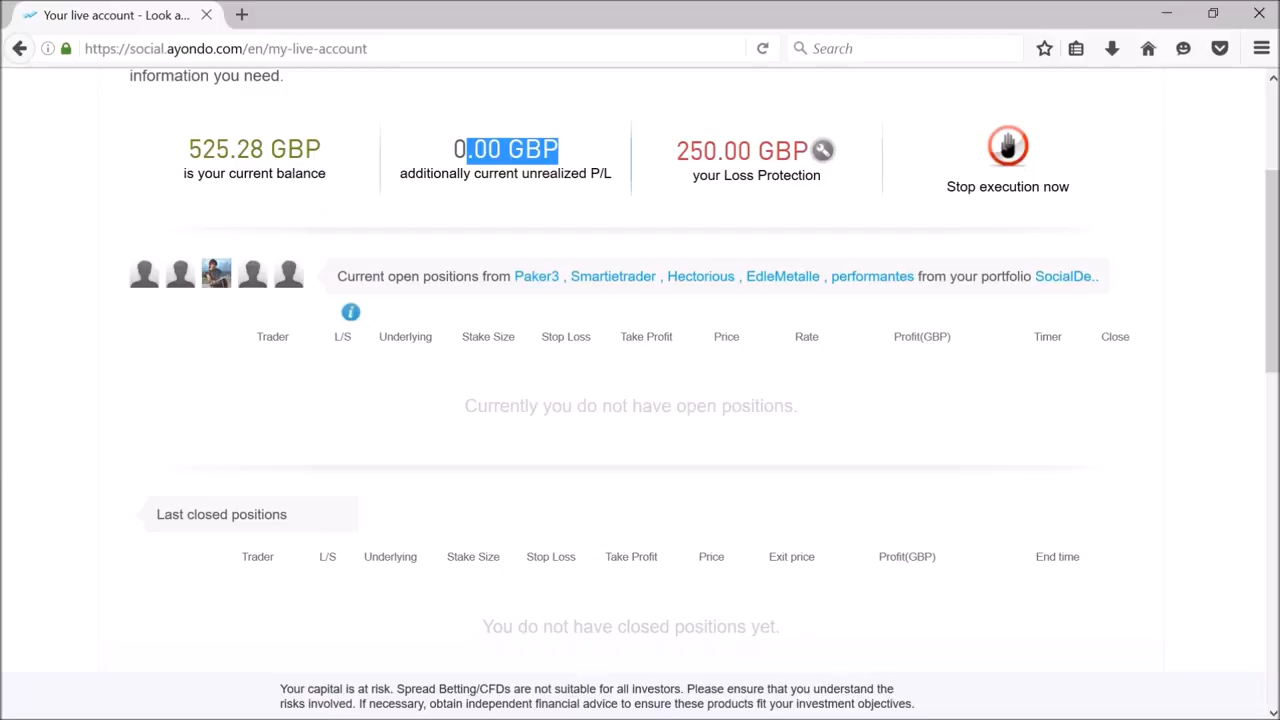 Your live account - Look a...
https://social.ayondo.com/en/my-live-account
Search
information you need.
525.28 GBP
is your current balance
0.00 GBP
additionally current unrealized P/L
250.00 GBP
your Loss Protection
Stop execution now
Current open positions from Paker3 , Smartietrader , Hectorious , EdleMetalle , performantes from your portfolio SocialDe..
i
Trader L/S Underlying Stake Size Stop Loss Take Profit Price Rate Profit(GBP) Timer Close
Currently you do not have open positions.
Last closed positions
Trader L/S Underlying Stake Size Stop Loss Take Profit Price Exit price Profit(GBP) End time
You do not have closed positions yet.
Your capital is at risk. Spread Betting/CFDs are not suitable for all investors. Please ensure that you understand the
risks involved. If necessary, obtain independent financial advice to ensure these products fit your investment objectives.